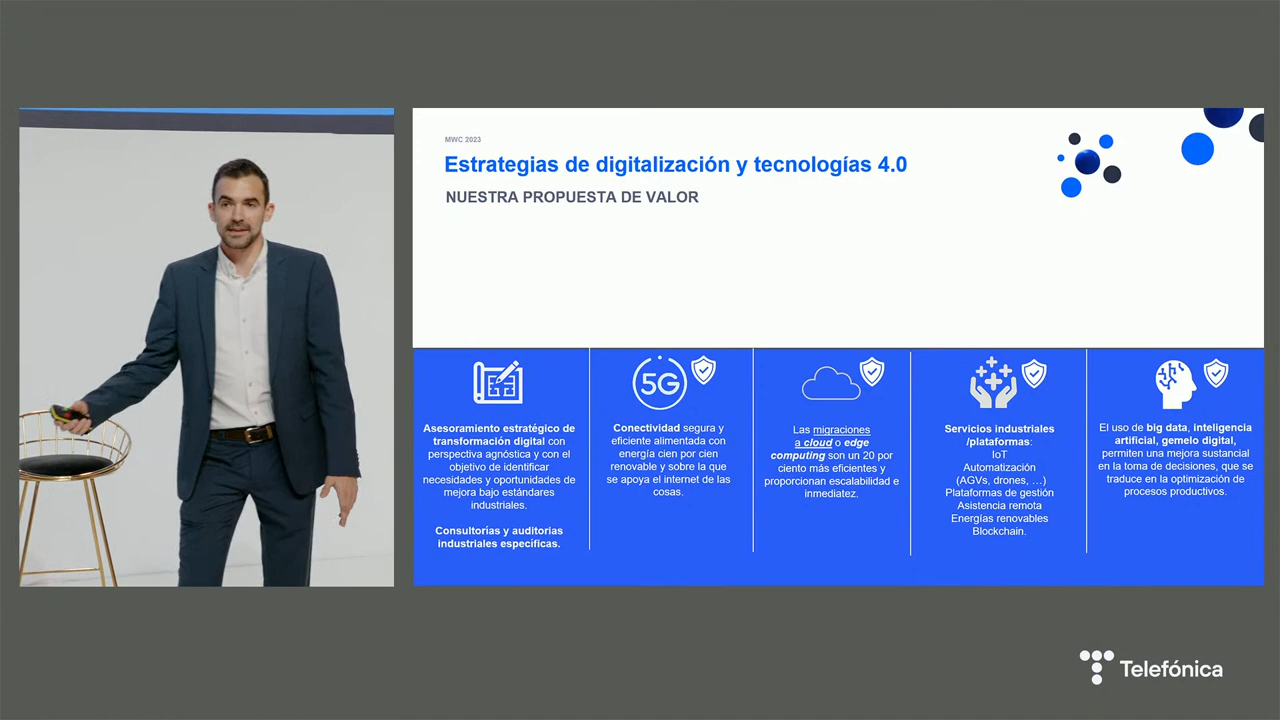 MWC 2023
Estrategias de digitalización y tecnologías 4.0
NUESTRA PROPUESTA DE VALOR
Asesoramiento estratégico de
transformación digital con
perspectiva agnóstica y con el
objetivo de identificar
necesidades y oportunidades de
mejora bajo estándares
industriales.
Consultorías y auditorias
industriales específicas.
5G
Conectividad segura y
eficiente alimentada con
energía cien por cien
renovable y sobre la que
se apoya el internet de las
cosas.
Las migraciones
a cloud o edge
computing son un 20 por
ciento más eficientes y
proporcionan escalabilidad e
inmediatez.
Servicios industriales
/plataformas:
IoT
Automatización
(AGVs, drones, …)
Plataformas de gestión
Asistencia remota
Energías renovables
Blockchain.
El uso de big data, inteligencia
artificial, gemelo digital,
permiten una mejora sustancial
en la toma de decisiones, que se
traduce en la optimización de
procesos productivos.
Telefónica